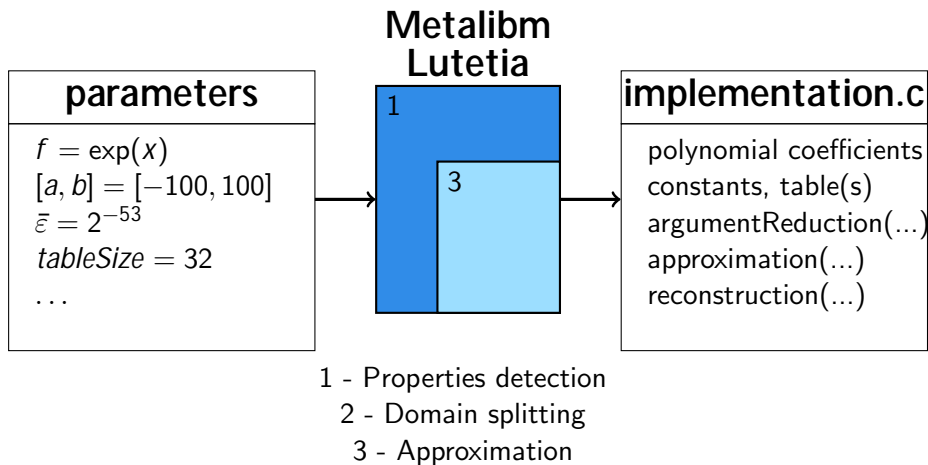 Metalibm
Lutetia
parameters
f = exp(x)
[a, b] = [−100, 100]
ε̄ = 2^{−53}
tableSize = 32
. . .
1
3
implementation.c
polynomial coefficients
constants, table(s)
argumentReduction(...)
approximation(...)
reconstruction(...)
1 - Properties detection
2 - Domain splitting
3 - Approximation